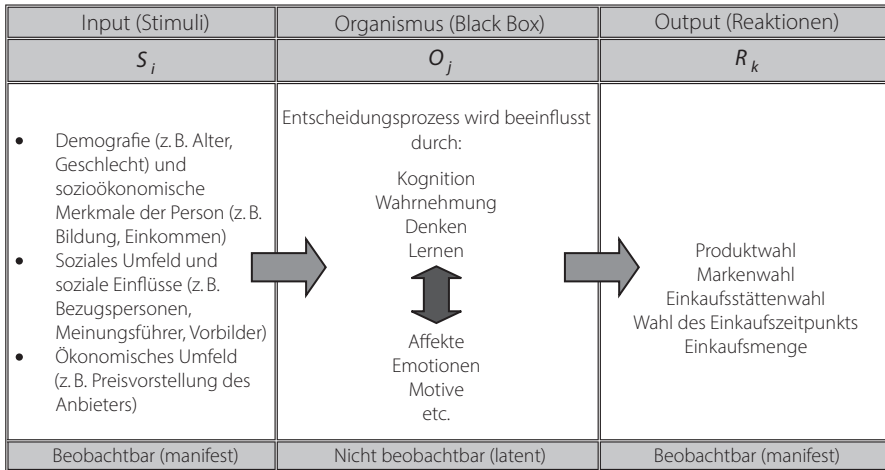 Input (Stimuli)
Organismus (Black Box)
Output (Reaktionen)
S i
O j
R k
• Demografie (z. B. Alter,
Geschlecht) und
sozioökonomische
Merkmale der Person (z. B.
Bildung, Einkommen)
• Soziales Umfeld und
soziale Einflüsse (z. B.
Bezugspersonen,
Meinungsführer, Vorbilder)
• Ökonomisches Umfeld
(z. B. Preisvorstellung des
Anbieters)
Entscheidungsprozess wird beeinflusst
durch:
Kognition
Wahrnehmung
Denken
Lernen
Affekte
Emotionen
Motive
etc.
Produktwahl
Markenwahl
Einkaufsstättenwahl
Wahl des Einkaufszeitpunkts
Einkaufsmenge
Beobachtbar (manifest)
Nicht beobachtbar (latent)
Beobachtbar (manifest)